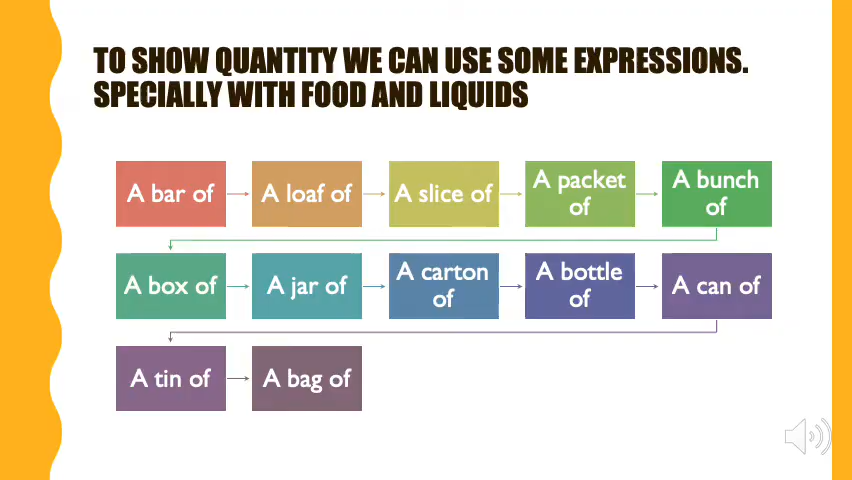 TO SHOW QUANTITY WE CAN USE SOME EXPRESSIONS.
SPECIALLY WITH FOOD AND LIQUIDS
A bar of
A loaf of
A slice of
A packet
of
A bunch
of
A box of
A jar of
A carton
of
A bottle
of
A can of
A tin of
A bag of